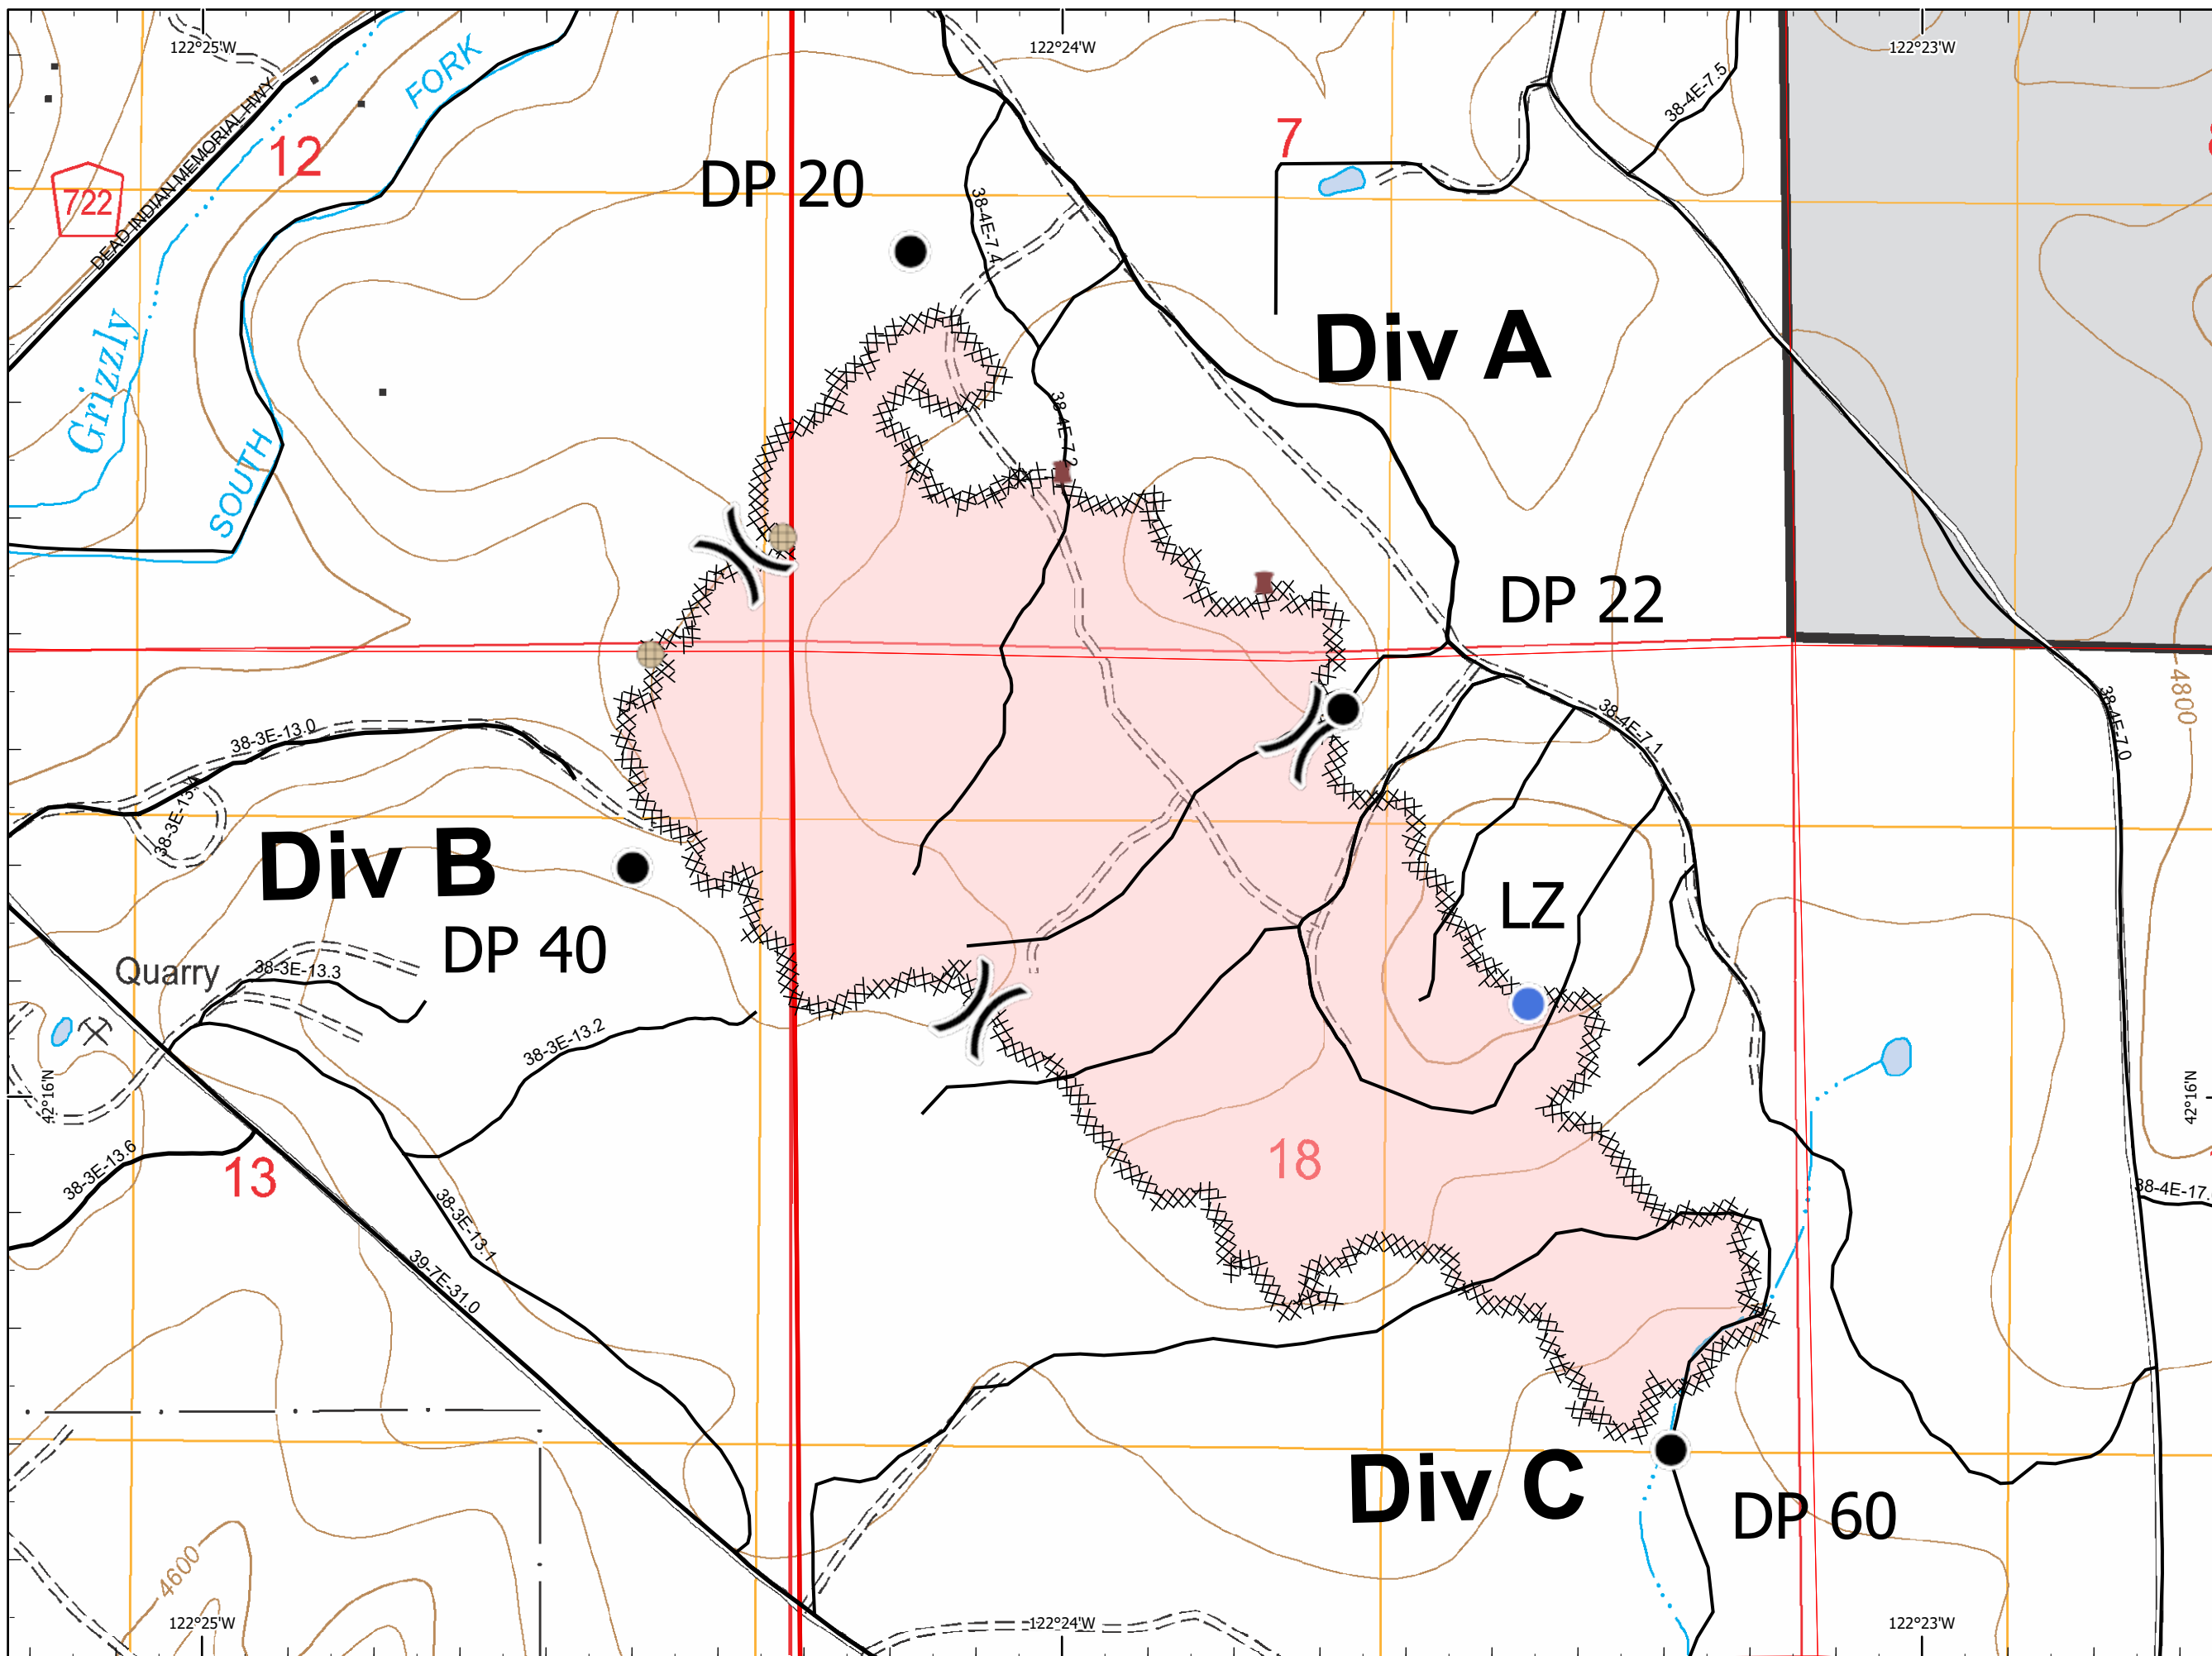 122°25'W
122°24'W
122°23'W
FORK
38-4E-7.5
DEAD INDIAN MEMORIAL HWY
12
7
722
DP 20
38-4E-7.4
Div A
Grizzly
38-4E-7.2
SOUTH
DP 22
4800
38-3E-13.0
38-4E-7.1
38-4E-7.0
Div B
LZ
DP 40
Quarry
38-3E-13.3
38-3E-13.2
42°16'N
42°16'N
38-3E-13.6
13
18
38-4E-17.
38-3E-13.1
39-7E-31.0
Div C
DP 60
4600
122°25'W
122°24'W
122°23'W